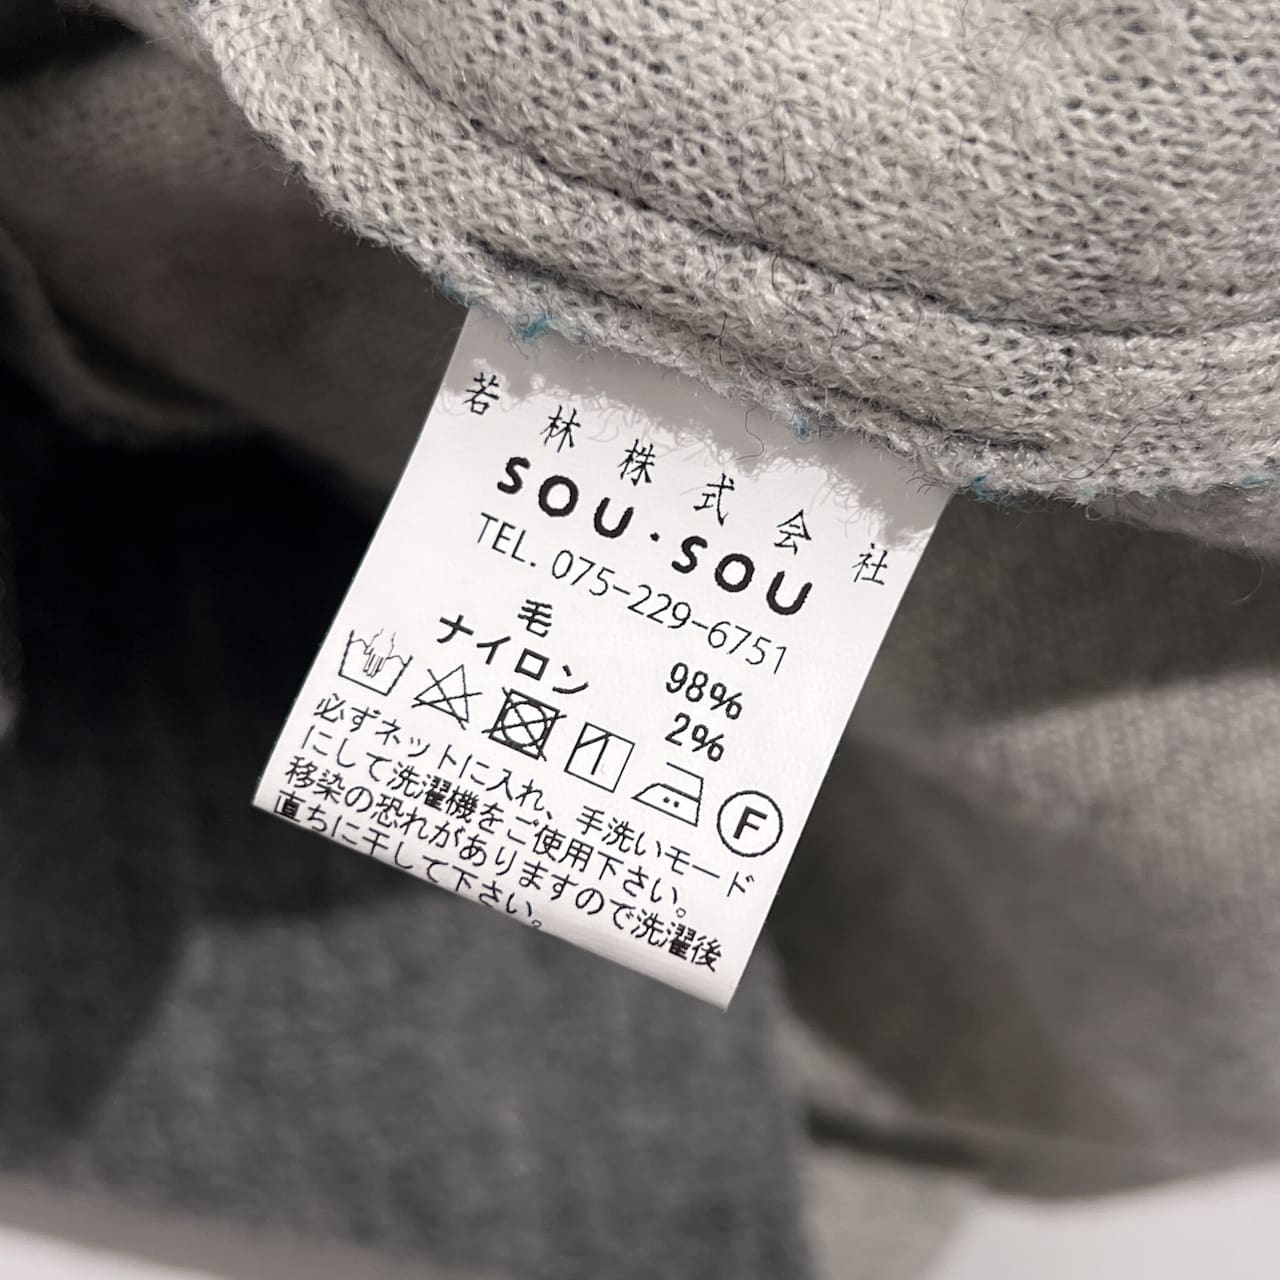 若林株式会社
SOU・SOU
TEL. 075-229-6751
毛 98%
ナイロン 2%
F
必ずネットに入れ、手洗いモード
にして洗濯機をご使用下さい。
移染の恐れがありますので洗濯後
直ちに干して下さい。